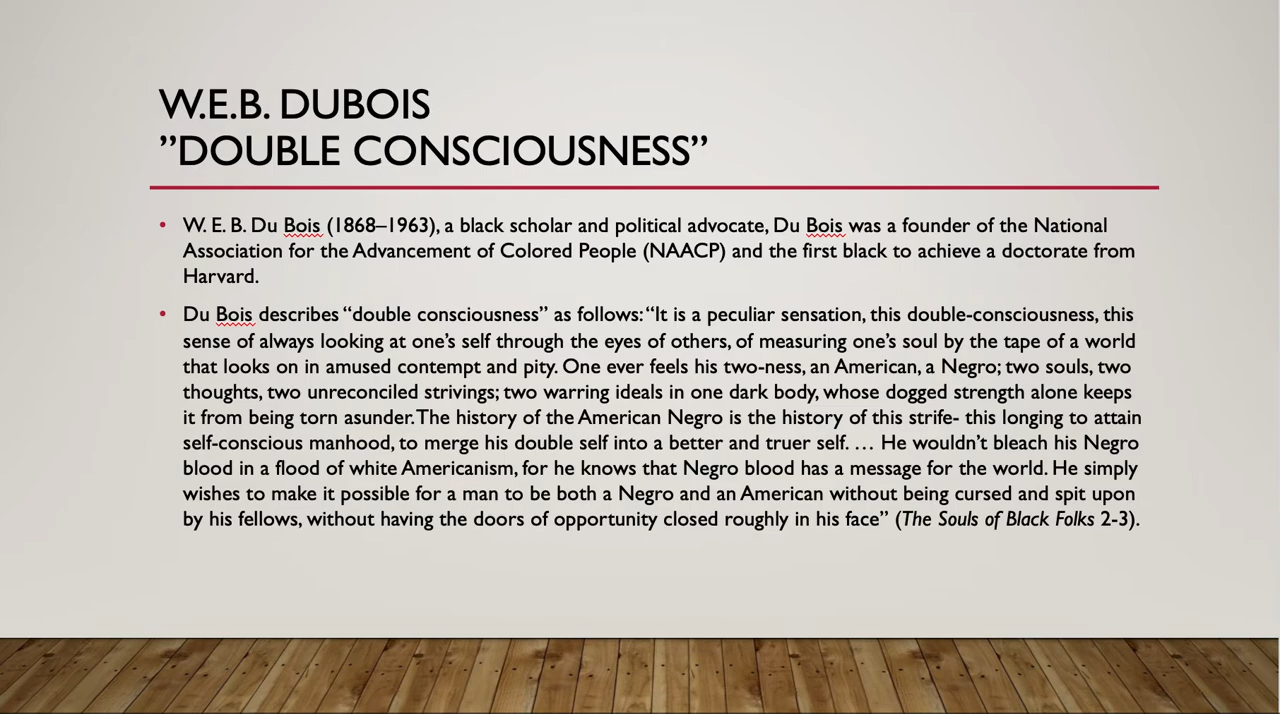 W.E.B. DUBOIS
”DOUBLE CONSCIOUSNESS”
• W. E. B. Du Bois (1868–1963), a black scholar and political advocate, Du Bois was a founder of the National
Association for the Advancement of Colored People (NAACP) and the first black to achieve a doctorate from
Harvard.
• Du Bois describes “double consciousness” as follows: “It is a peculiar sensation, this double-consciousness, this
sense of always looking at one’s self through the eyes of others, of measuring one’s soul by the tape of a world
that looks on in amused contempt and pity. One ever feels his two-ness, an American, a Negro; two souls, two
thoughts, two unreconciled strivings; two warring ideals in one dark body, whose dogged strength alone keeps
it from being torn asunder. The history of the American Negro is the history of this strife- this longing to attain
self-conscious manhood, to merge his double self into a better and truer self. … He wouldn’t bleach his Negro
blood in a flood of white Americanism, for he knows that Negro blood has a message for the world. He simply
wishes to make it possible for a man to be both a Negro and an American without being cursed and spit upon
by his fellows, without having the doors of opportunity closed roughly in his face” (The Souls of Black Folks 2-3).